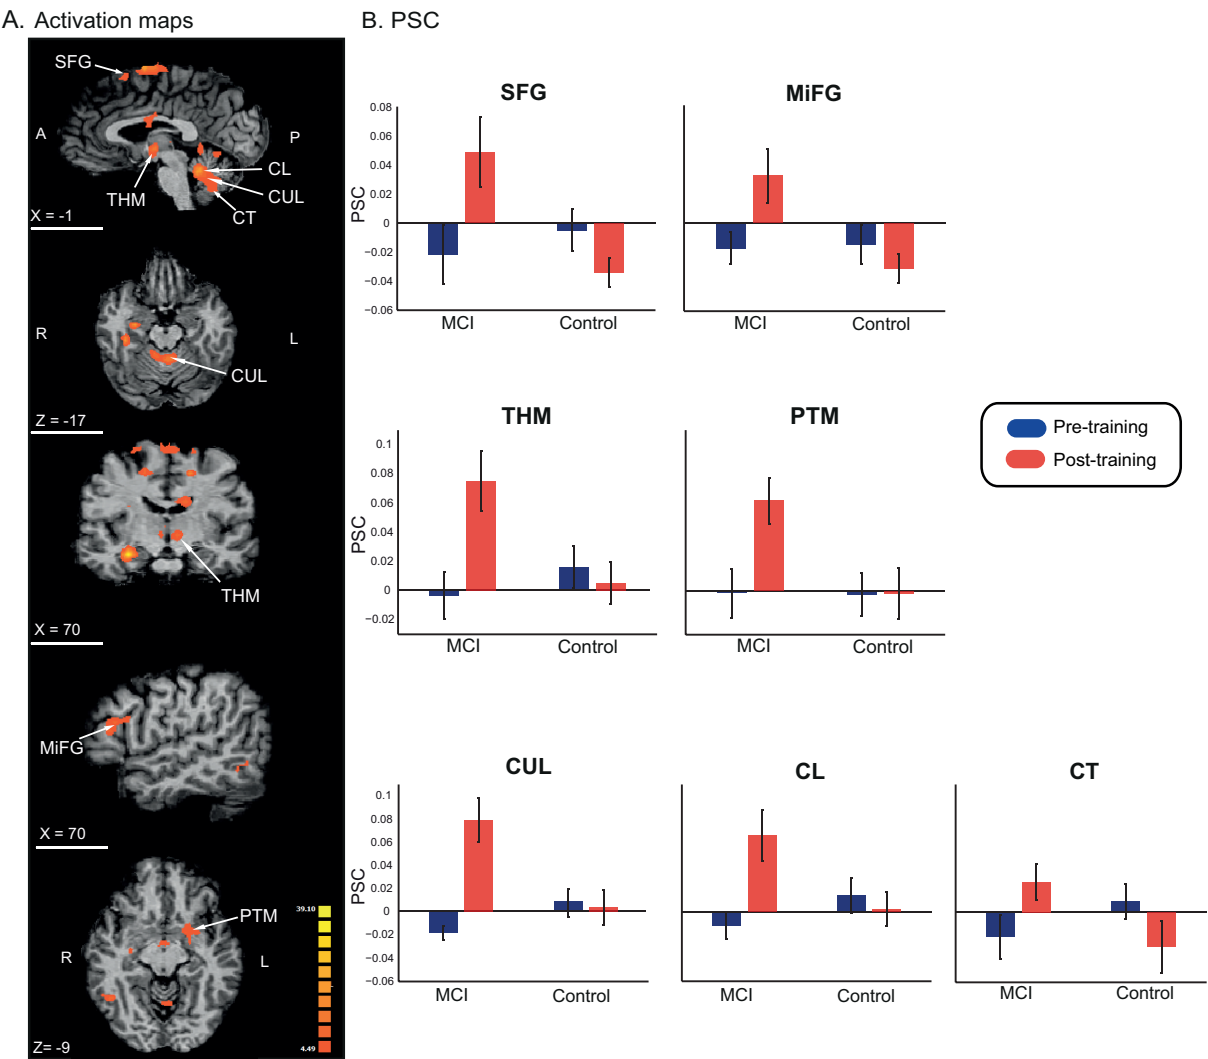 A. Activation maps
SFG
A
P
THM
CL
CUL
CT
X = -1
R
L
CUL
Z = -17
THM
X = 70
MiFG
X = 70
PTM
R
L
39.10
4.49
Z= -9
B. PSC
SFG
MiFG
PSC
0.08
0.06
0.04
0.02
0
−0.02
−0.04
−0.06
MCI
Control
MCI
Control
THM
PTM
PSC
0.1
0.08
0.06
0.04
0.02
0
−0.02
MCI
Control
MCI
Control
Pre-training
Post-training
CUL
CL
CT
PSC
0.1
0.08
0.06
0.04
0.02
0
−0.02
−0.04
−0.06
MCI
Control
MCI
Control
MCI
Control